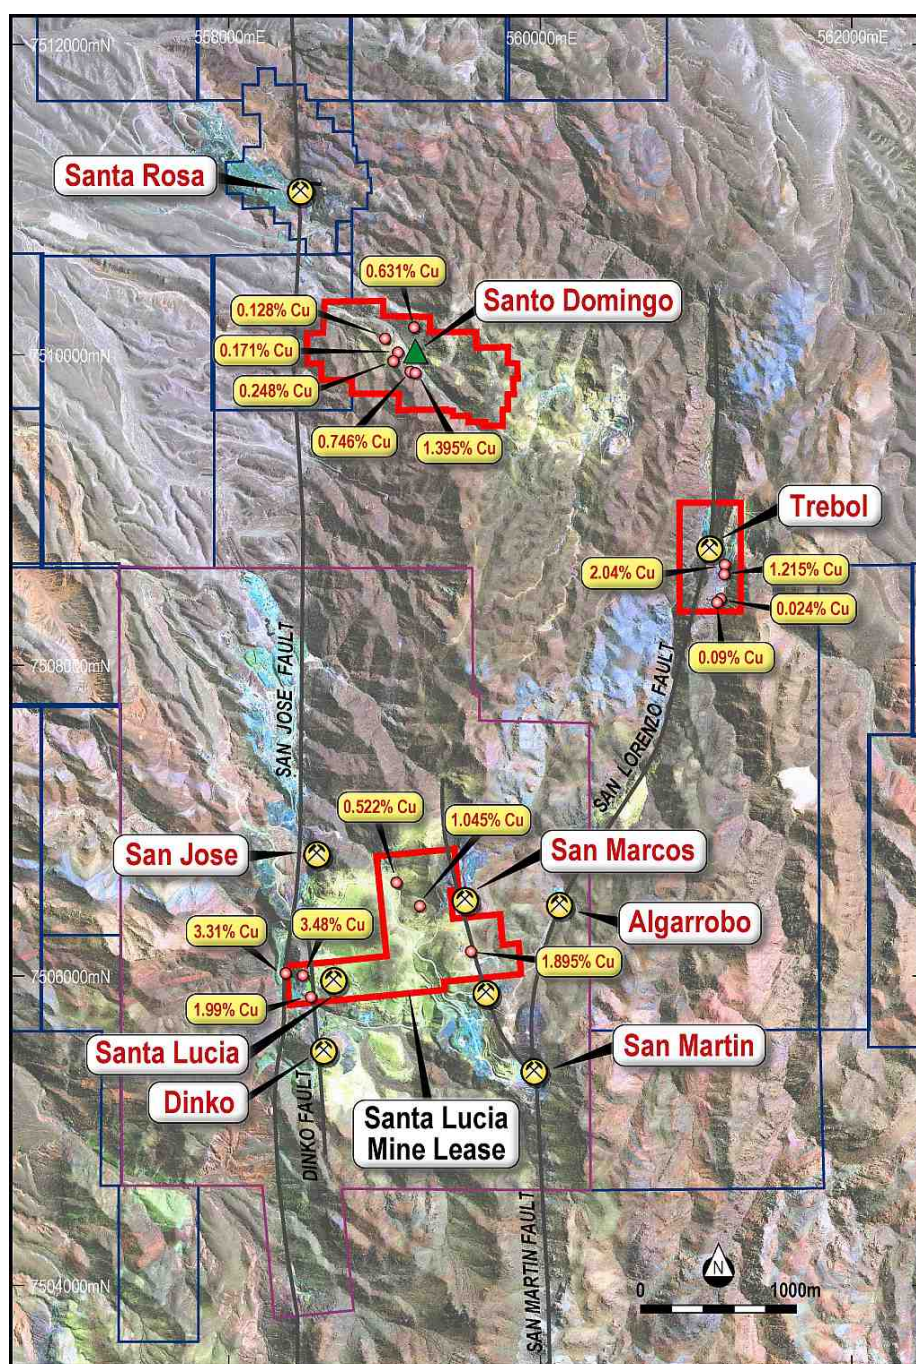 558000mE
560000mE
562000mE
7512000mN
Santa Rosa
0.631% Cu
Santo Domingo
0.128% Cu
0.171% Cu
7510000mN
0.248% Cu
0.746% Cu
1.395% Cu
Trebol
2.04% Cu
1.215% Cu
0.024% Cu
0.09% Cu
7508000mN
SAN JOSE FAULT
SAN LORENZO FAULT
0.522% Cu
1.045% Cu
San Jose
San Marcos
Algarrobo
3.31% Cu
3.48% Cu
1.895% Cu
7506000mN
1.99% Cu
Santa Lucia
San Martin
Dinko
DINKO FAULT
Santa Lucia
Mine Lease
SAN MARTIN FAULT
N
7504000mN
0
1000m